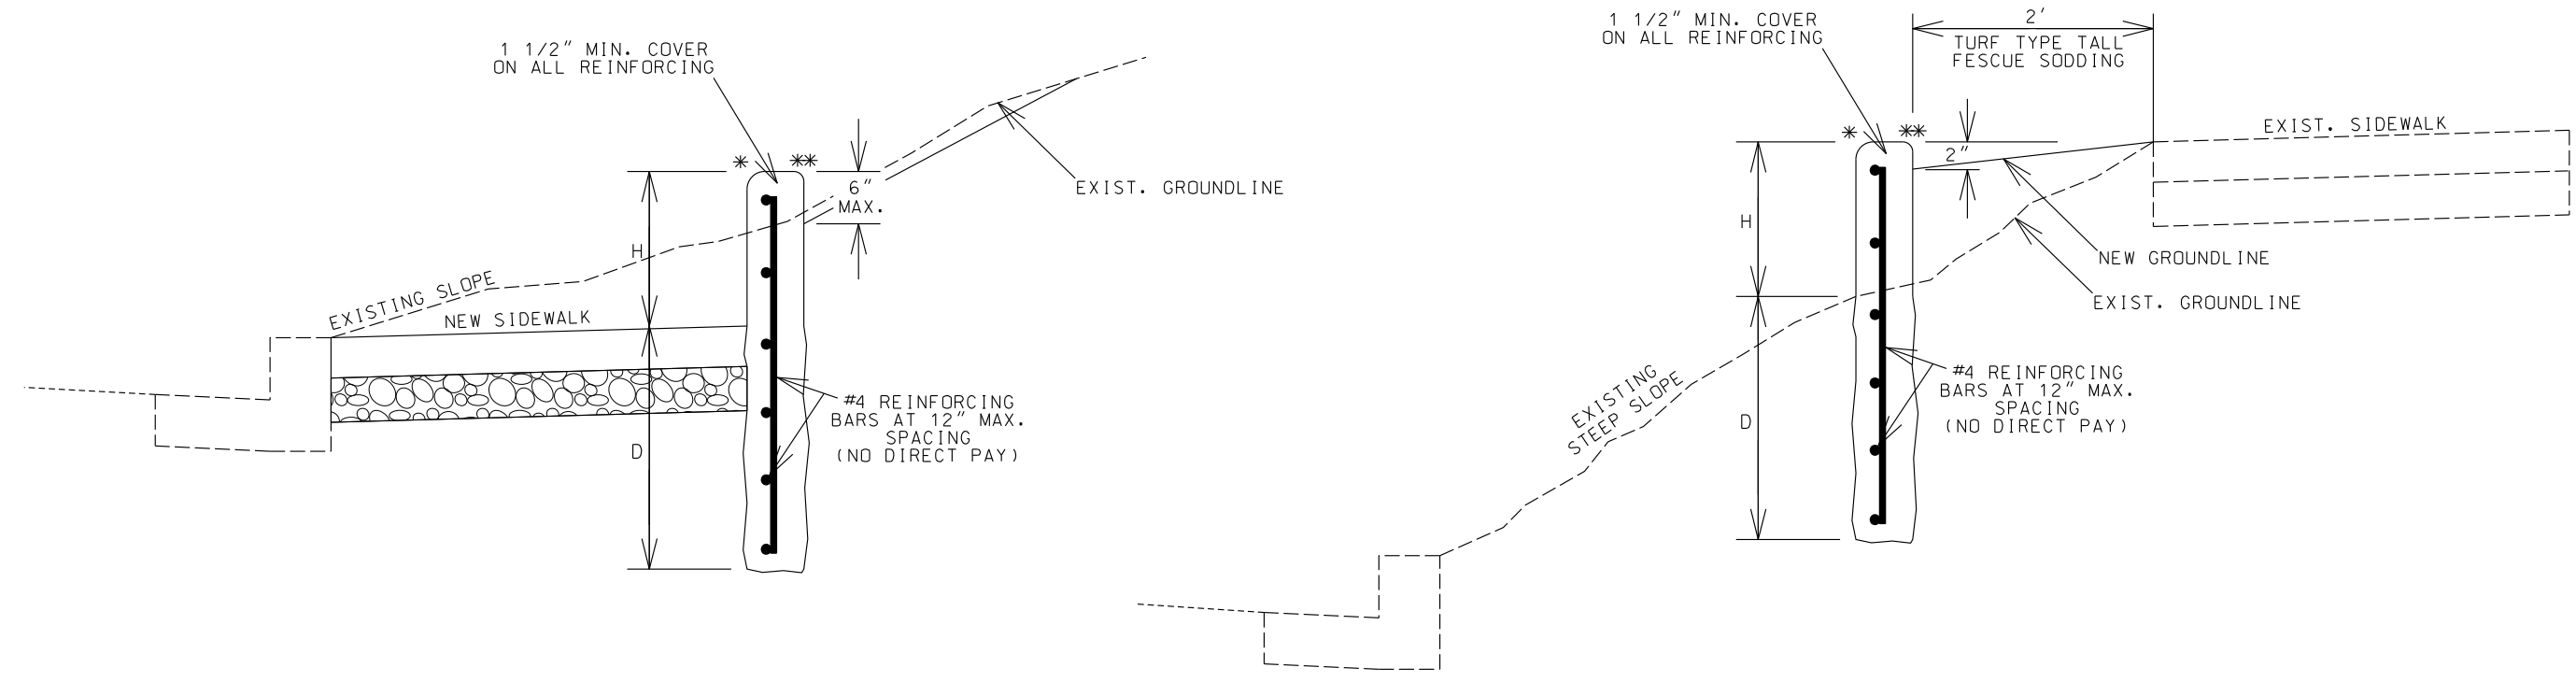 1 1/2" MIN. COVER
ON ALL REINFORCING
*
**
6"
MAX.
EXIST. GROUNDLINE
H
EXISTING SLOPE
NEW SIDEWALK
#4 REINFORCING
BARS AT 12" MAX.
SPACING
(NO DIRECT PAY)
D
1 1/2" MIN. COVER
ON ALL REINFORCING
2'
TURF TYPE TALL
FESCUE SODDING
*
**
EXIST. SIDEWALK
2"
H
NEW GROUNDLINE
EXIST. GROUNDLINE
#4 REINFORCING
BARS AT 12" MAX.
SPACING
(NO DIRECT PAY)
EXISTING
STEEP SLOPE
D